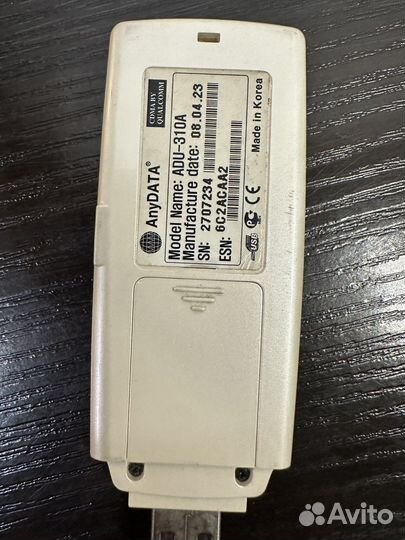 CDMA BY
QUALCOMM
AnyDATA®
Model Name: ADU-310A
Manufacture date: 08.04.23
SN: 2707234
ESN: 6C2ACAA2
USB
CE
Made in Korea
Avito